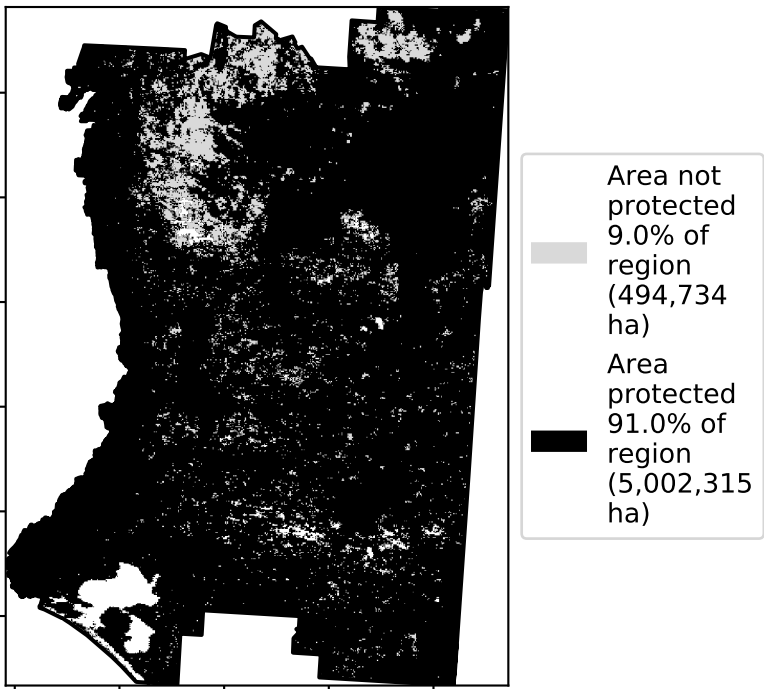 Area not
protected
9.0% of
region
(494,734
ha)
Area
protected
91.0% of
region
(5,002,315
ha)